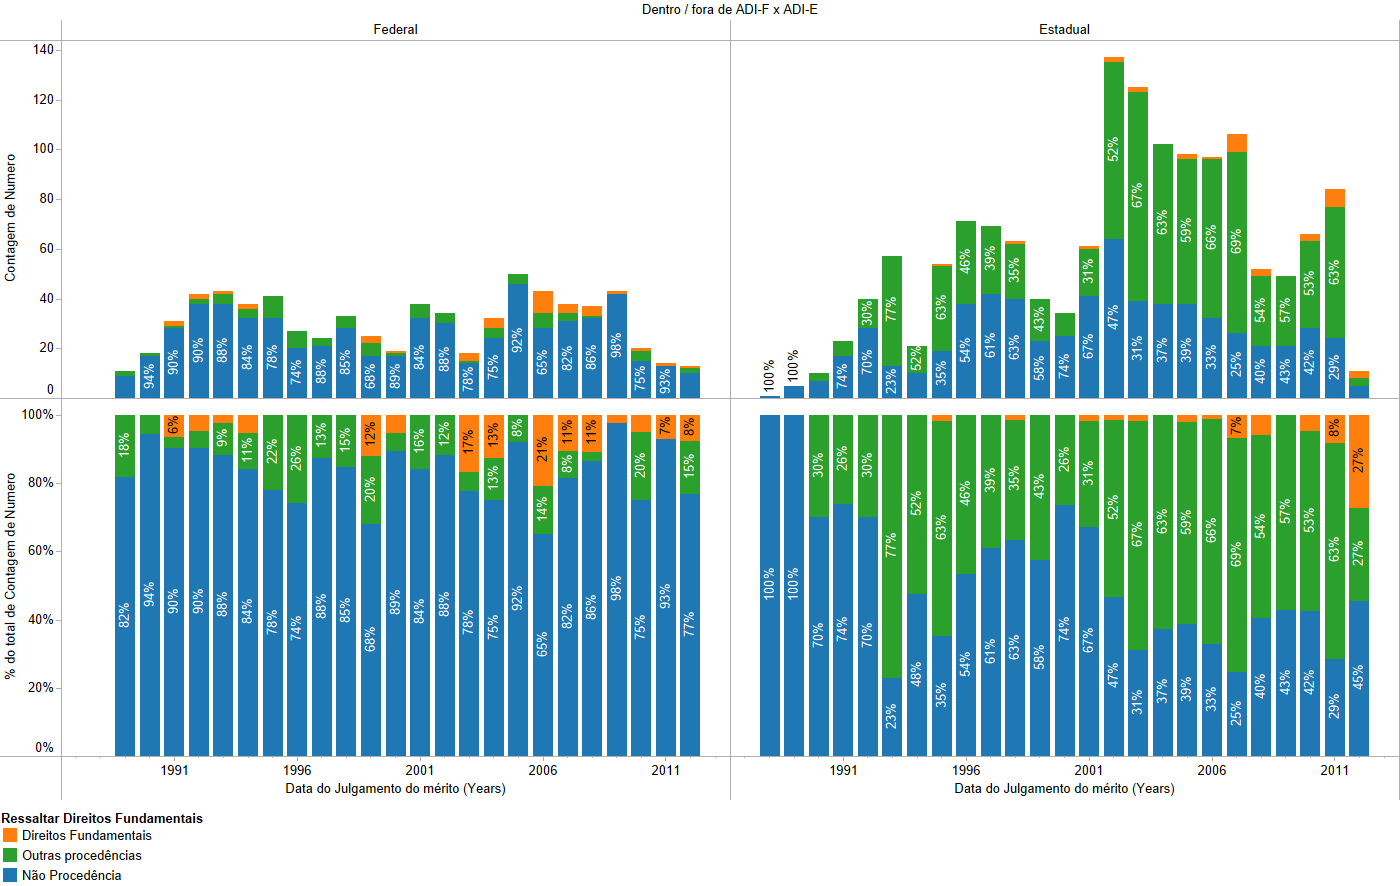 Dentro / fora de ADI-F x ADI-E
Federal
Estadual
Contagem de Numero
140
120
100
80
60
40
20
0
94% 90% 90% 88% 84% 78% 74% 88% 85% 68% 89% 84% 88% 78% 75% 92% 65% 82% 86% 98% 75% 93%
100% 100% 74% 70% 30% 23% 77% 52% 35% 63% 54% 46% 61% 39% 63% 35% 58% 43% 74% 67% 31% 47% 52% 31% 67% 37% 63% 39% 59% 33% 66% 25% 69% 40% 54% 43% 57% 42% 53% 29% 63%
% do total de Contagem de Numero
100%
80%
60%
40%
20%
0%
82% 18% 94% 90% 6% 90% 88% 9% 84% 11% 78% 22% 74% 26% 88% 13% 85% 15% 68% 20% 12% 89% 84% 16% 88% 12% 78% 17% 75% 13% 13% 92% 8% 65% 14% 21% 82% 8% 11% 86% 11% 98% 75% 20% 93% 7% 77% 15% 8%
100% 100% 70% 30% 74% 26% 70% 30% 23% 77% 48% 52% 35% 63% 54% 46% 61% 39% 63% 35% 58% 43% 74% 26% 67% 31% 47% 52% 31% 67% 37% 63% 39% 59% 33% 66% 25% 69% 7% 40% 54% 43% 57% 42% 53% 29% 63% 8% 45% 27% 27%
1991 1996 2001 2006 2011
1991 1996 2001 2006 2011
Data do Julgamento do mérito (Years)
Data do Julgamento do mérito (Years)
Ressaltar Direitos Fundamentais
Direitos Fundamentais
Outras procedências
Não Procedência